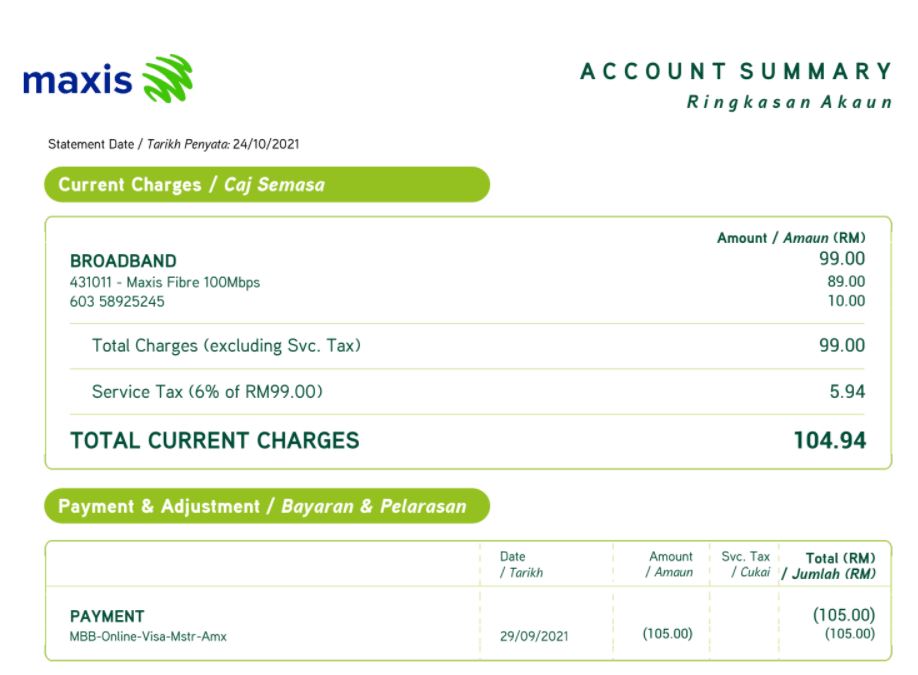 maxis
ACCOUNT SUMMARY
Ringkasan Akaun
Statement Date / Tarikh Penyata: 24/10/2021
Current Charges / Caj Semasa
Amount / Amaun (RM)
BROADBAND 99.00
431011 - Maxis Fibre 100Mbps 89.00
603 58925245 10.00
Total Charges (excluding Svc. Tax) 99.00
Service Tax (6% of RM99.00) 5.94
TOTAL CURRENT CHARGES 104.94
Payment & Adjustment / Bayaran & Pelarasan
Date Amount Svc. Tax Total (RM)
/ Tarikh / Amaun / Cukai / Jumlah (RM)
PAYMENT (105.00)
MBB-Online-Visa-Mstr-Amx 29/09/2021 (105.00) (105.00)